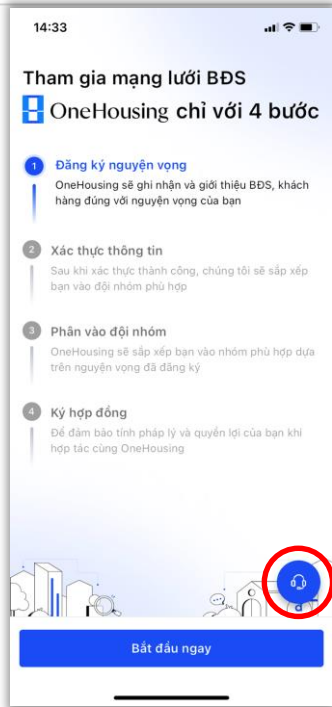 14:33
Tham gia mạng lưới BĐS
OneHousing chỉ với 4 bước
1 Đăng ký nguyện vọng
OneHousing sẽ ghi nhận và giới thiệu BĐS, khách
hàng đúng với nguyện vọng của bạn
2 Xác thực thông tin
Sau khi xác thực thành công, chúng tôi sẽ sắp xếp
bạn vào đội nhóm phù hợp
3 Phân vào đội nhóm
OneHousing sẽ sắp xếp bạn vào nhóm phù hợp dựa
trên nguyện vọng đã đăng ký
4 Ký hợp đồng
Để đảm bảo tính pháp lý và quyền lợi của bạn khi
hợp tác cùng OneHousing
Bắt đầu ngay